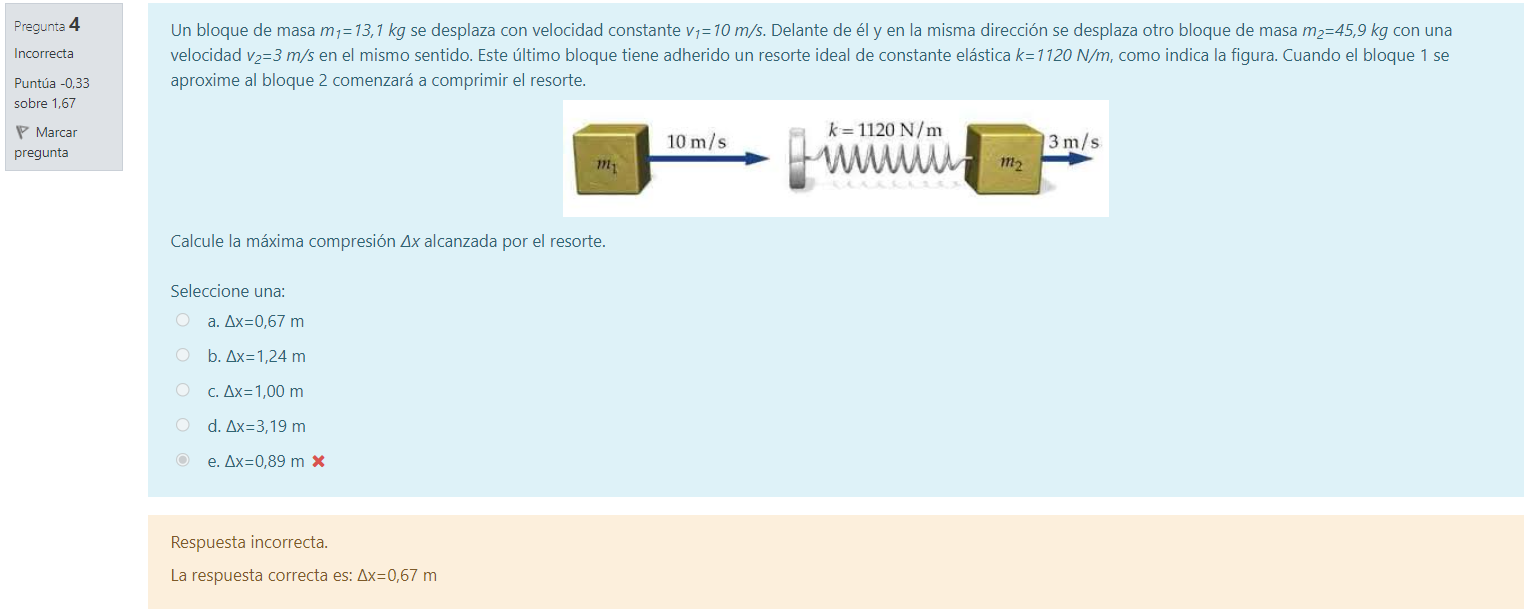 Pregunta 4
Incorrecta
Puntúa -0,33
sobre 1,67
Marcar
pregunta
Un bloque de masa m₁=13,1 kg se desplaza con velocidad constante v₁=10 m/s. Delante de él y en la misma dirección se desplaza otro bloque de masa m₂=45,9 kg con una
velocidad v₂=3 m/s en el mismo sentido. Este último bloque tiene adherido un resorte ideal de constante elástica k=1120 N/m, como indica la figura. Cuando el bloque 1 se
aproxime al bloque 2 comenzará a comprimir el resorte.
m₁
10 m/s
k = 1120 N/m
m₂
3 m/s
Calcule la máxima compresión Δx alcanzada por el resorte.
Seleccione una:
a. Δx=0,67 m
b. Δx=1,24 m
c. Δx=1,00 m
d. Δx=3,19 m
e. Δx=0,89 m
Respuesta incorrecta.
La respuesta correcta es: Δx=0,67 m